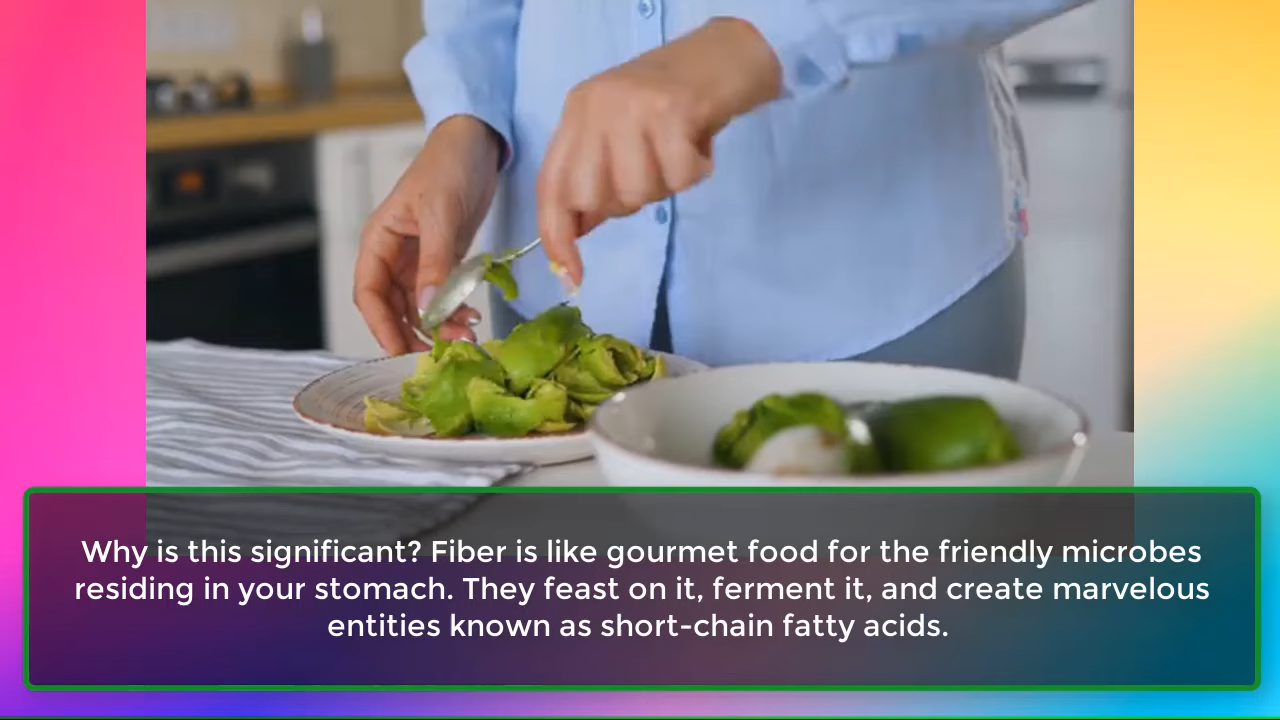 Why is this significant? Fiber is like gourmet food for the friendly microbes
residing in your stomach. They feast on it, ferment it, and create marvelous
entities known as short-chain fatty acids.